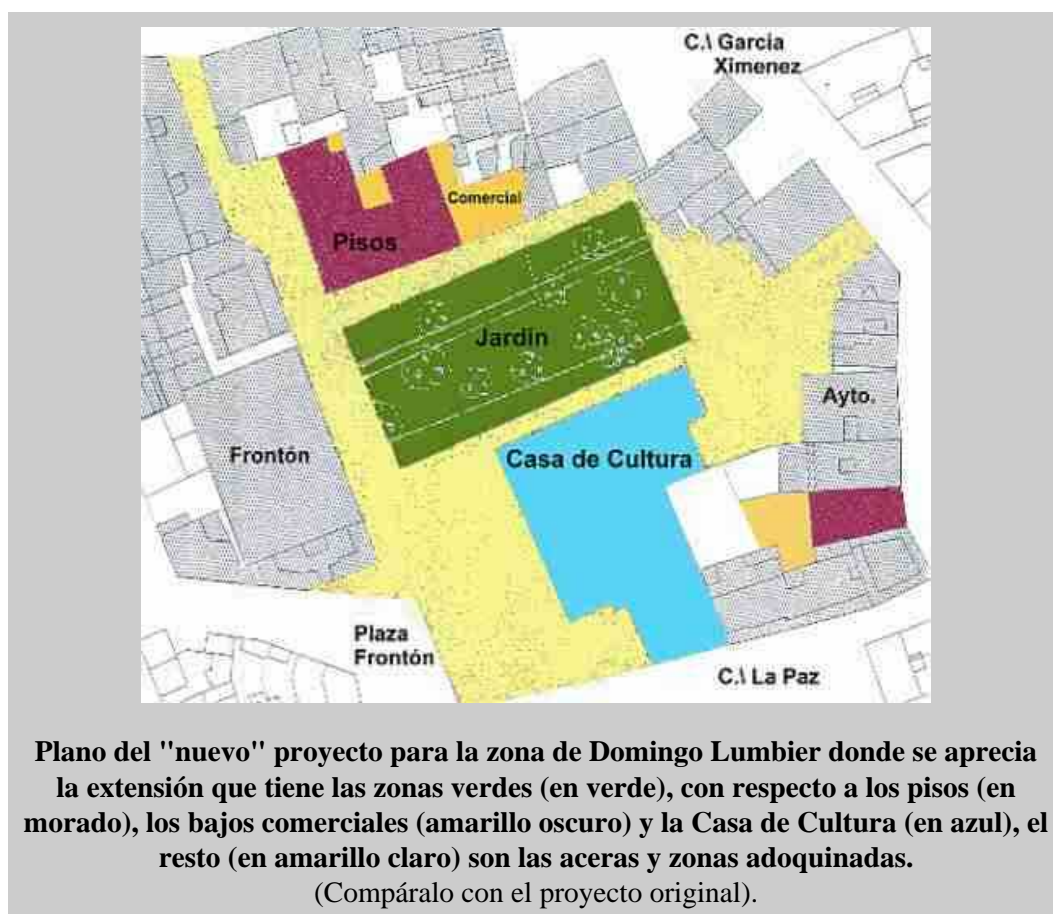 C.\ Garcia
Ximenez
Comercial
Pisos
Jardín
Ayto.
Frontón
Casa de Cultura
Plaza
Frontón
C.\ La Paz
Plano del "nuevo" proyecto para la zona de Domingo Lumbier donde se aprecia
la extensión que tiene las zonas verdes (en verde), con respecto a los pisos (en
morado), los bajos comerciales (amarillo oscuro) y la Casa de Cultura (en azul), el
resto (en amarillo claro) son las aceras y zonas adoquinadas.
(Compáralo con el proyecto original).